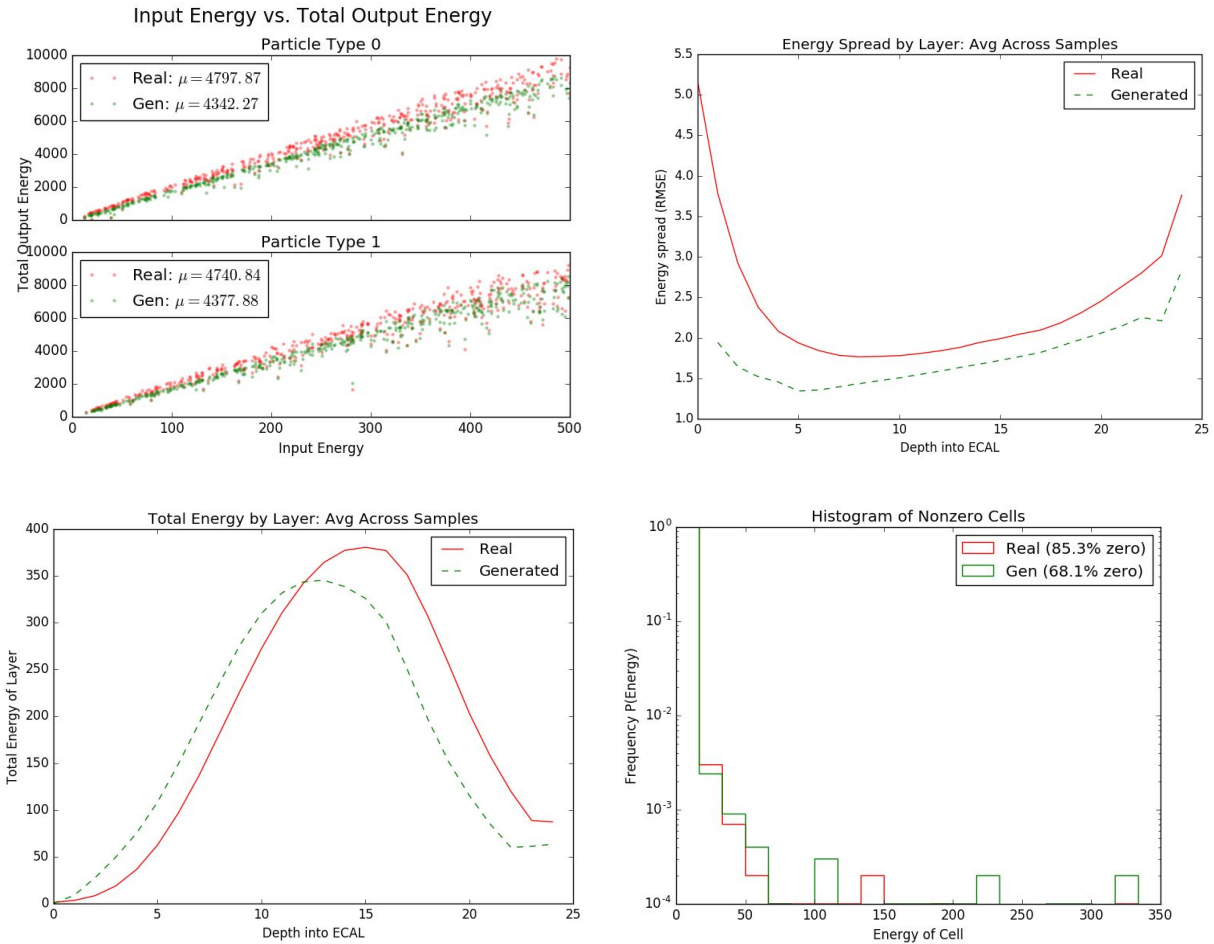 Input Energy vs. Total Output Energy
Particle Type 0
10000
8000
6000
4000
2000
0
Real: μ = 4797.87
Gen: μ = 4342.27
Total Output Energy
Particle Type 1
10000
8000
6000
4000
2000
0
Real: μ = 4740.84
Gen: μ = 4377.88
0 100 200 300 400 500
Input Energy
Energy Spread by Layer: Avg Across Samples
5.5
5.0
4.5
4.0
3.5
3.0
2.5
2.0
1.5
1.0
Energy spread (RMSE)
Real
Generated
0 5 10 15 20 25
Depth into ECAL
Total Energy by Layer: Avg Across Samples
400
350
300
250
200
150
100
50
0
Total Energy of Layer
Real
Generated
0 5 10 15 20 25
Depth into ECAL
Histogram of Nonzero Cells
10^0
10^-1
10^-2
10^-3
10^-4
Frequency P(Energy)
Real (85.3% zero)
Gen (68.1% zero)
0 50 100 150 200 250 300 350
Energy of Cell